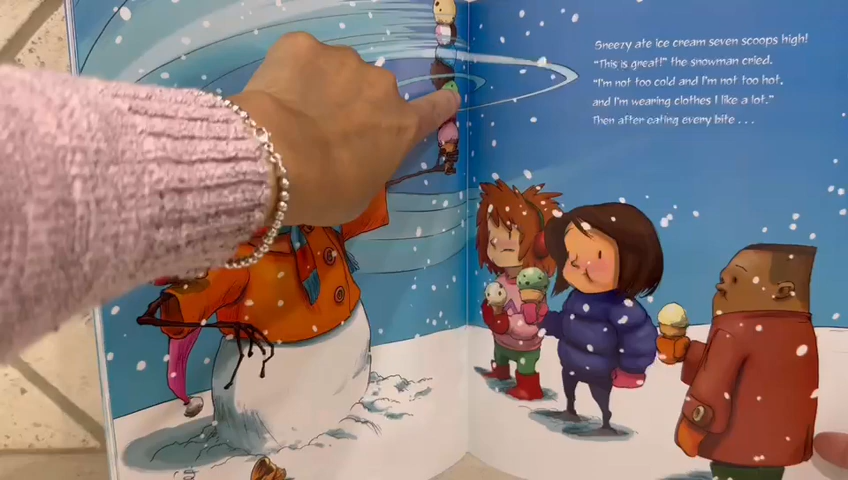 Sneezy ate ice cream seven scoops high!
"This is great!" the snowman cried.
"I'm not too cold and I'm not too hot,
and I'm wearing clothes I like a lot."
Then after eating every bite . . .